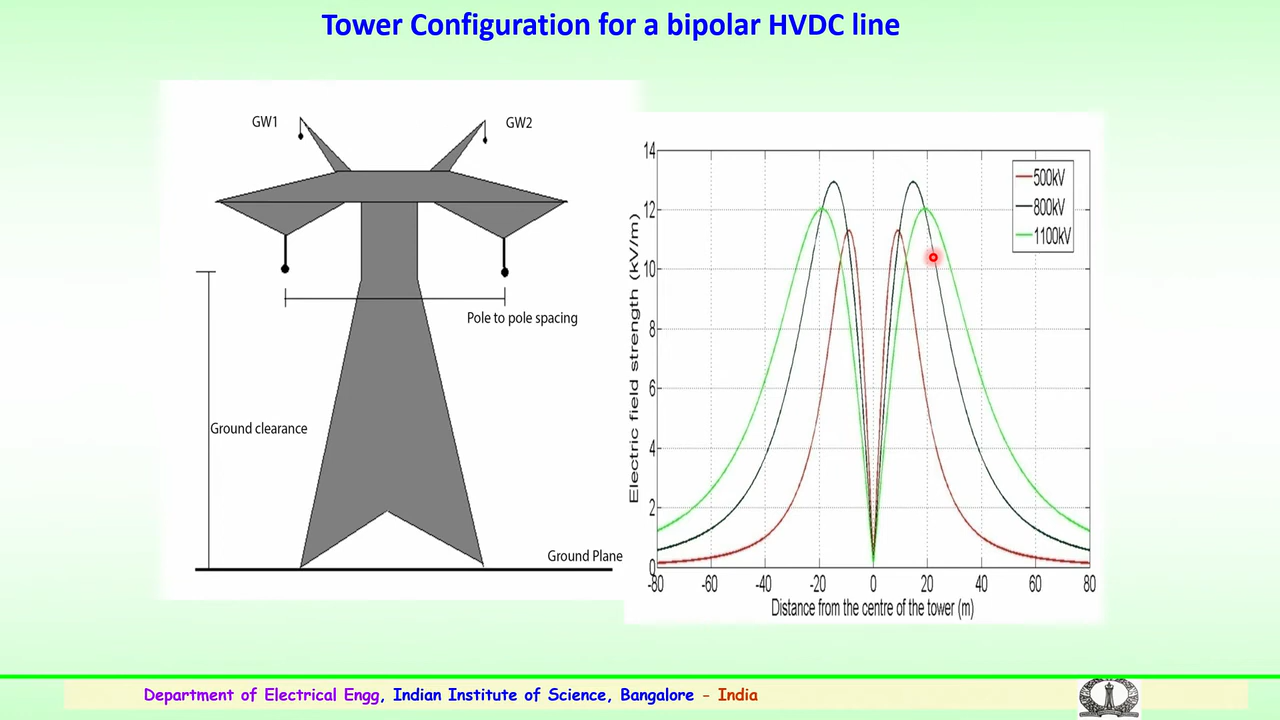 Tower Configuration for a bipolar HVDC line
GW1
GW2
Pole to pole spacing
Ground clearance
Ground Plane
14
12
10
8
6
4
2
0
Electric field strength (kV/m)
500kV
800kV
1100kV
-80 -60 -40 -20 0 20 40 60 80
Distance from the centre of the tower (m)
Department of Electrical Engg, Indian Institute of Science, Bangalore - India